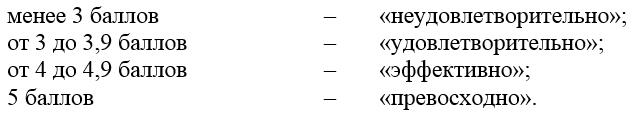 менее 3 баллов – «неудовлетворительно»;
от 3 до 3,9 баллов – «удовлетворительно»;
от 4 до 4,9 баллов – «эффективно»;
5 баллов – «превосходно».